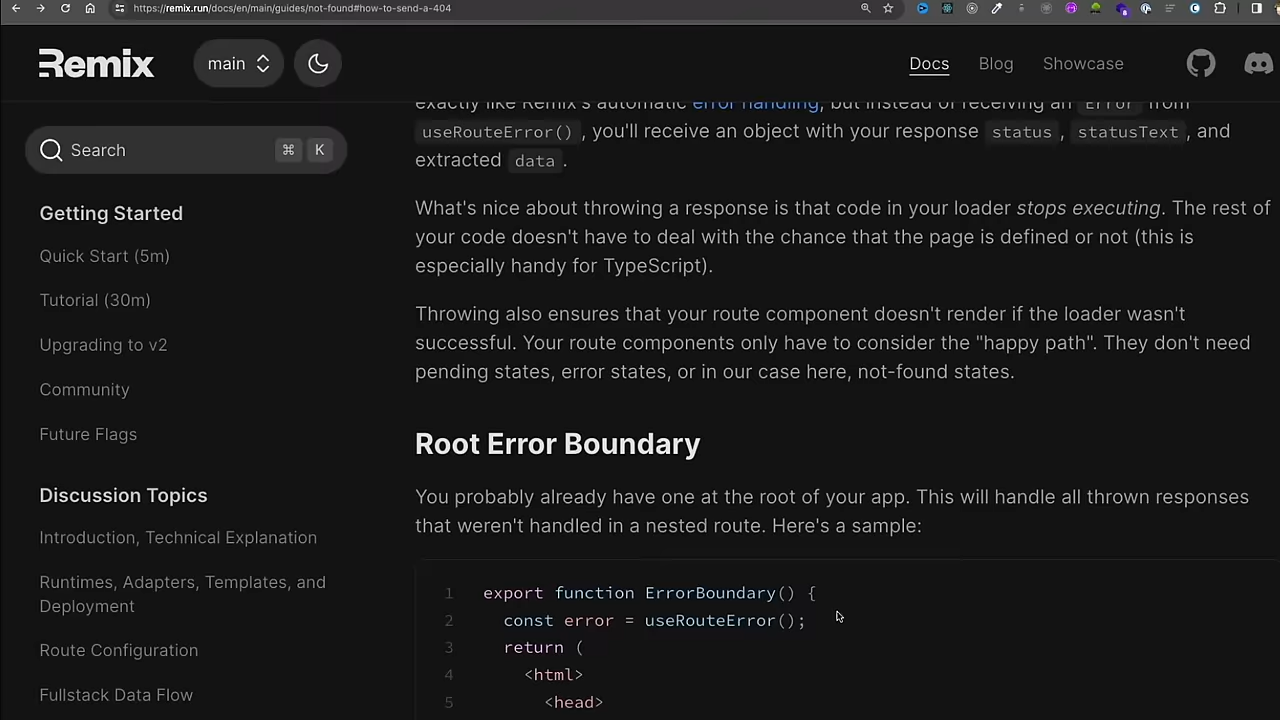 https://remix.run/docs/en/main/guides/not-found#how-to-send-a-404
Remix
main
Docs
Blog
Showcase
Search
⌘
K
Getting Started
Quick Start (5m)
Tutorial (30m)
Upgrading to v2
Community
Future Flags
Discussion Topics
Introduction, Technical Explanation
Runtimes, Adapters, Templates, and
Deployment
Route Configuration
Fullstack Data Flow
exactly like Remix's automatic error handling, but instead of receiving an Error from
useRouteError(), you'll receive an object with your response status, statusText, and
extracted data.
What's nice about throwing a response is that code in your loader stops executing. The rest of
your code doesn't have to deal with the chance that the page is defined or not (this is
especially handy for TypeScript).
Throwing also ensures that your route component doesn't render if the loader wasn't
successful. Your route components only have to consider the "happy path". They don't need
pending states, error states, or in our case here, not-found states.
Root Error Boundary
You probably already have one at the root of your app. This will handle all thrown responses
that weren't handled in a nested route. Here's a sample:
1 export function ErrorBoundary() {
2 const error = useRouteError();
3 return (
4 <html>
5 <head>